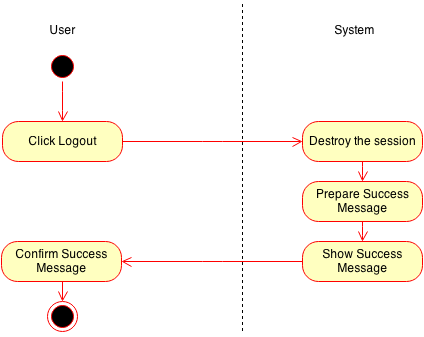 User
System
Click Logout
Destroy the session
Prepare Success
Message
Confirm Success
Message
Show Success
Message